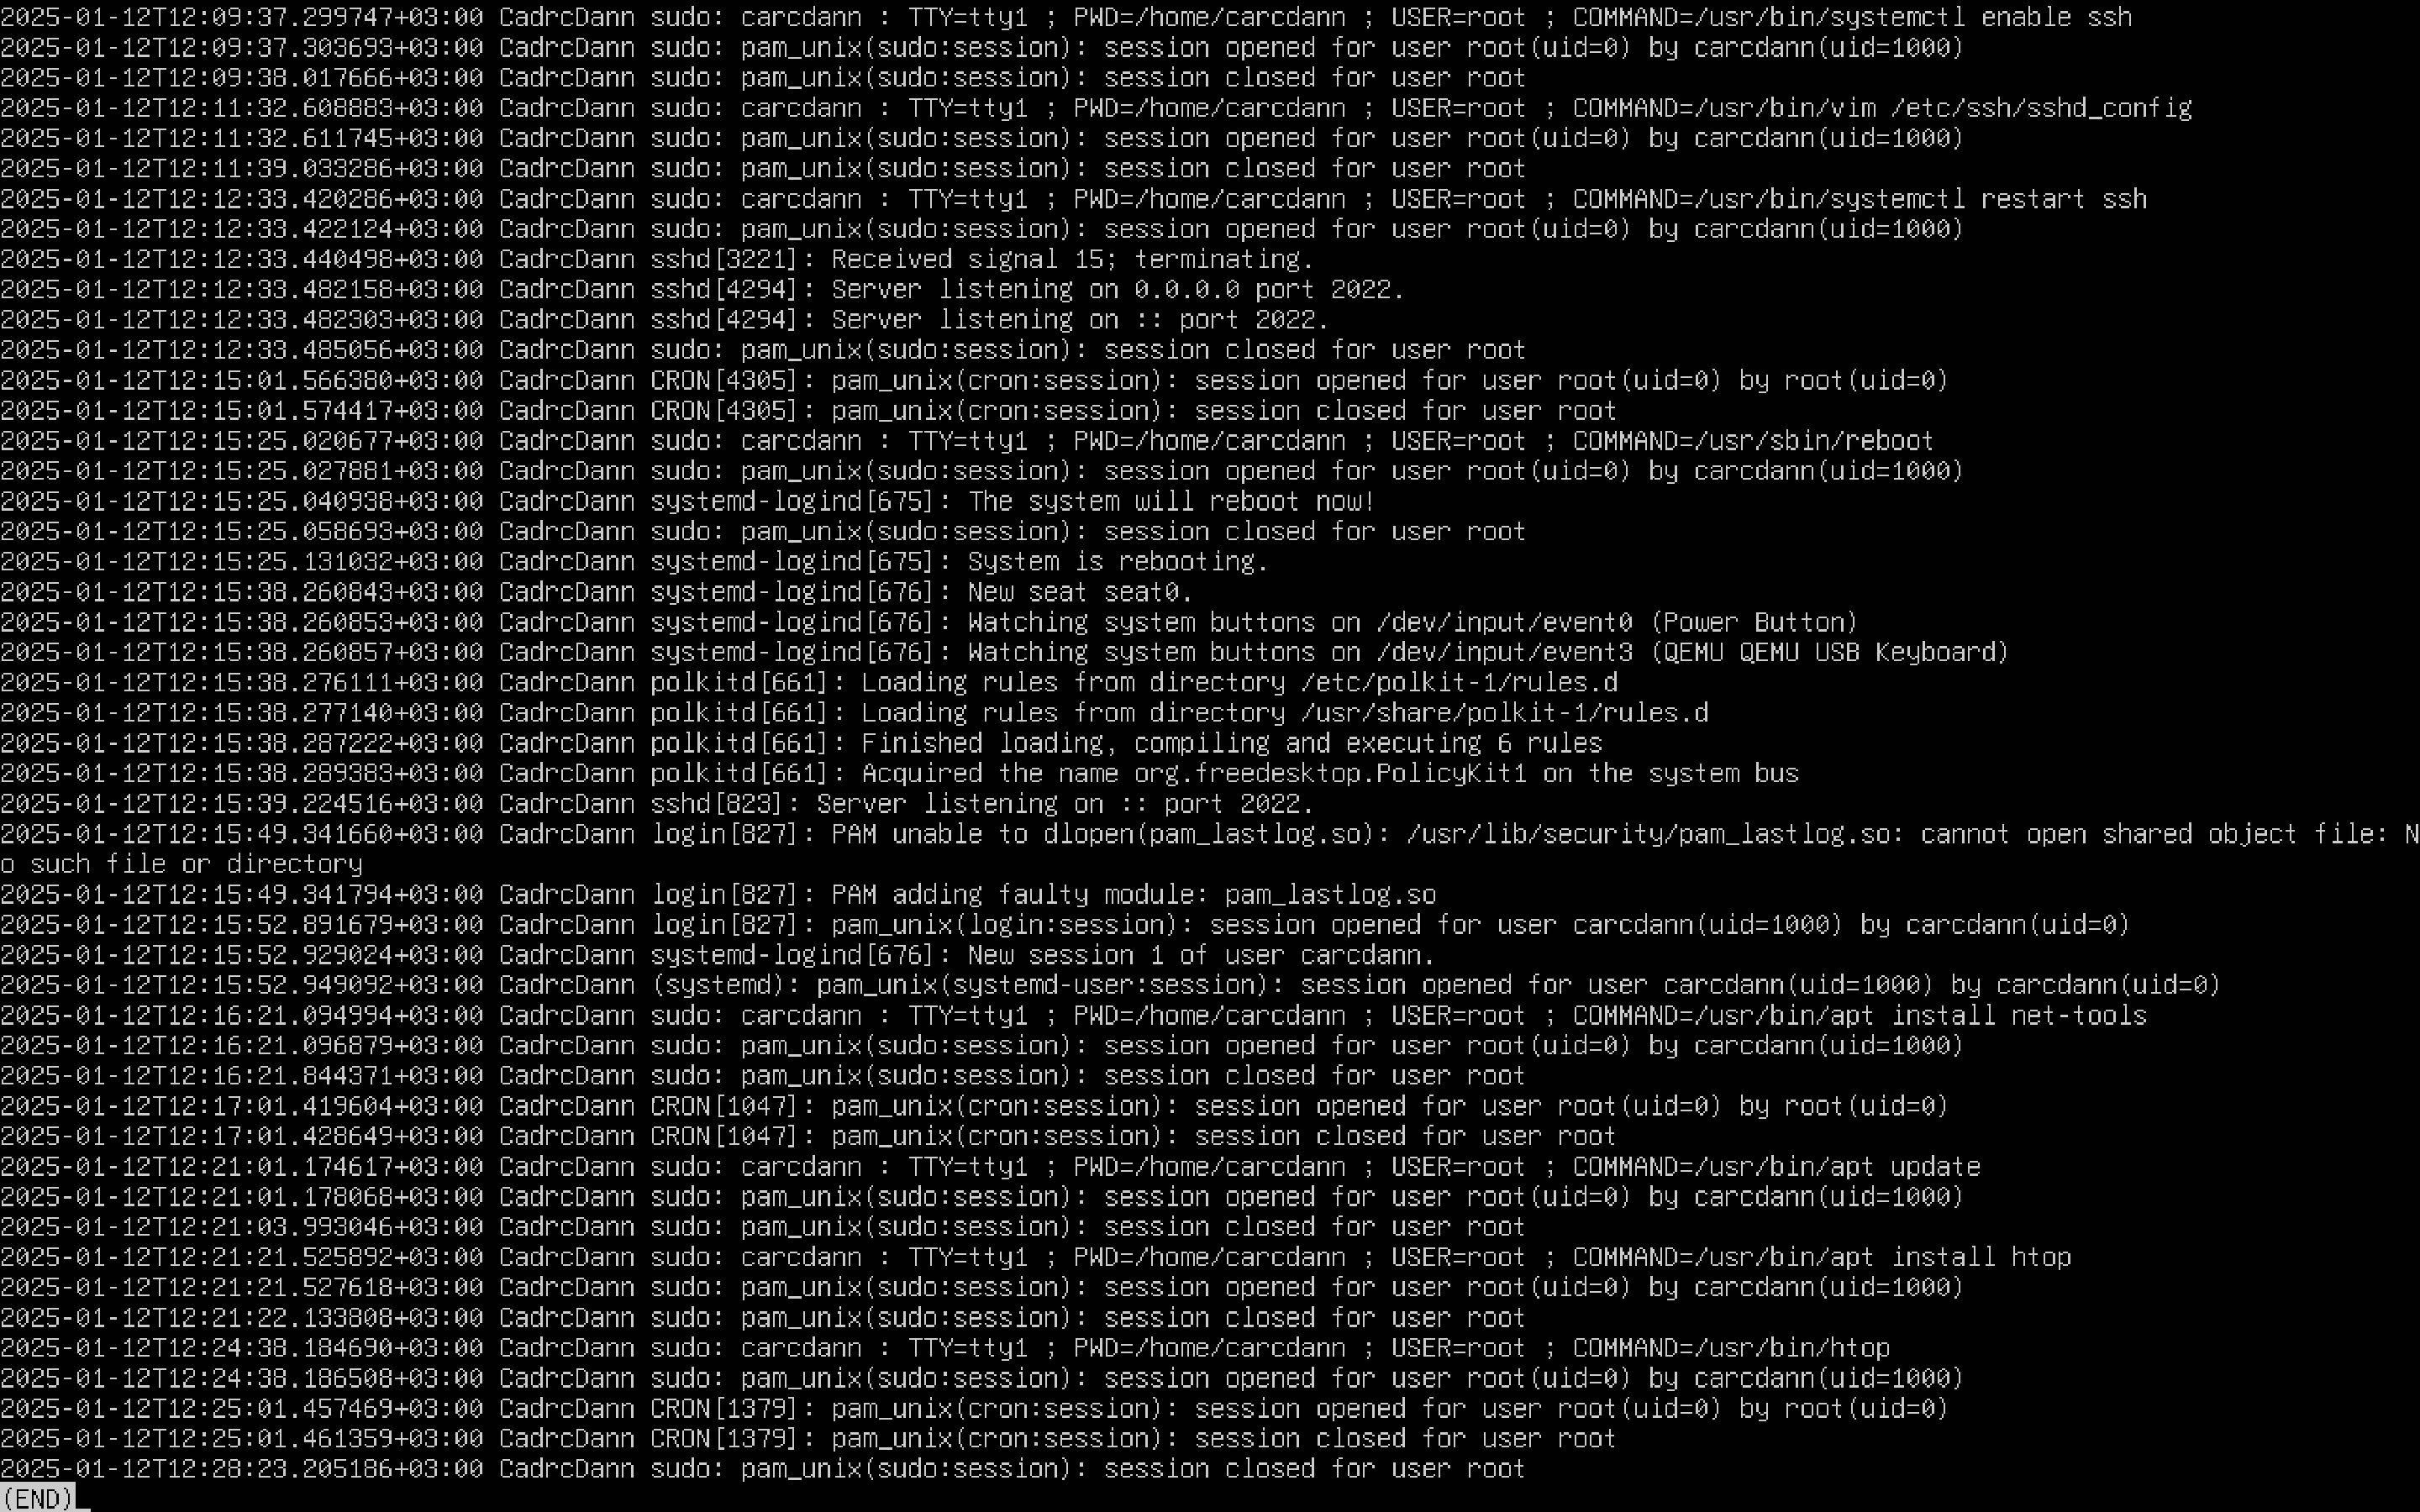 2025-01-12T12:09:37.299747+03:00 CadrcDann sudo: carcdann : TTY=tty1 ; PWD=/home/carcdann ; USER=root ; COMMAND=/usr/bin/systemctl enable ssh
2025-01-12T12:09:37.303693+03:00 CadrcDann sudo: pam_unix(sudo:session): session opened for user root(uid=0) by carcdann(uid=1000)
2025-01-12T12:09:38.017666+03:00 CadrcDann sudo: pam_unix(sudo:session): session closed for user root
2025-01-12T12:11:32.608883+03:00 CadrcDann sudo: carcdann : TTY=tty1 ; PWD=/home/carcdann ; USER=root ; COMMAND=/usr/bin/vim /etc/ssh/sshd_config
2025-01-12T12:11:32.611745+03:00 CadrcDann sudo: pam_unix(sudo:session): session opened for user root(uid=0) by carcdann(uid=1000)
2025-01-12T12:11:39.033286+03:00 CadrcDann sudo: pam_unix(sudo:session): session closed for user root
2025-01-12T12:12:33.420286+03:00 CadrcDann sudo: carcdann : TTY=tty1 ; PWD=/home/carcdann ; USER=root ; COMMAND=/usr/bin/systemctl restart ssh
2025-01-12T12:12:33.422124+03:00 CadrcDann sudo: pam_unix(sudo:session): session opened for user root(uid=0) by carcdann(uid=1000)
2025-01-12T12:12:33.440498+03:00 CadrcDann sshd[3221]: Received signal 15; terminating.
2025-01-12T12:12:33.482158+03:00 CadrcDann sshd[4294]: Server listening on 0.0.0.0 port 2022.
2025-01-12T12:12:33.482303+03:00 CadrcDann sshd[4294]: Server listening on :: port 2022.
2025-01-12T12:12:33.485056+03:00 CadrcDann sudo: pam_unix(sudo:session): session closed for user root
2025-01-12T12:15:01.566380+03:00 CadrcDann CRON[4305]: pam_unix(cron:session): session opened for user root(uid=0) by root(uid=0)
2025-01-12T12:15:01.574417+03:00 CadrcDann CRON[4305]: pam_unix(cron:session): session closed for user root
2025-01-12T12:15:25.020677+03:00 CadrcDann sudo: carcdann : TTY=tty1 ; PWD=/home/carcdann ; USER=root ; COMMAND=/usr/sbin/reboot
2025-01-12T12:15:25.027881+03:00 CadrcDann sudo: pam_unix(sudo:session): session opened for user root(uid=0) by carcdann(uid=1000)
2025-01-12T12:15:25.040938+03:00 CadrcDann systemd-logind[675]: The system will reboot now!
2025-01-12T12:15:25.058693+03:00 CadrcDann sudo: pam_unix(sudo:session): session closed for user root
2025-01-12T12:15:25.131032+03:00 CadrcDann systemd-logind[675]: System is rebooting.
2025-01-12T12:15:38.260843+03:00 CadrcDann systemd-logind[676]: New seat seat0.
2025-01-12T12:15:38.260853+03:00 CadrcDann systemd-logind[676]: Watching system buttons on /dev/input/event0 (Power Button)
2025-01-12T12:15:38.260857+03:00 CadrcDann systemd-logind[676]: Watching system buttons on /dev/input/event3 (QEMU QEMU USB Keyboard)
2025-01-12T12:15:38.276111+03:00 CadrcDann polkitd[661]: Loading rules from directory /etc/polkit-1/rules.d
2025-01-12T12:15:38.277140+03:00 CadrcDann polkitd[661]: Loading rules from directory /usr/share/polkit-1/rules.d
2025-01-12T12:15:38.287222+03:00 CadrcDann polkitd[661]: Finished loading, compiling and executing 6 rules
2025-01-12T12:15:38.289383+03:00 CadrcDann polkitd[661]: Acquired the name org.freedesktop.PolicyKit1 on the system bus
2025-01-12T12:15:39.224516+03:00 CadrcDann sshd[823]: Server listening on :: port 2022.
2025-01-12T12:15:49.341660+03:00 CadrcDann login[827]: PAM unable to dlopen(pam_lastlog.so): /usr/lib/security/pam_lastlog.so: cannot open shared object file: N
o such file or directory
2025-01-12T12:15:49.341794+03:00 CadrcDann login[827]: PAM adding faulty module: pam_lastlog.so
2025-01-12T12:15:52.891679+03:00 CadrcDann login[827]: pam_unix(login:session): session opened for user carcdann(uid=1000) by carcdann(uid=0)
2025-01-12T12:15:52.929024+03:00 CadrcDann systemd-logind[676]: New session 1 of user carcdann.
2025-01-12T12:15:52.949092+03:00 CadrcDann (systemd): pam_unix(systemd-user:session): session opened for user carcdann(uid=1000) by carcdann(uid=0)
2025-01-12T12:16:21.094994+03:00 CadrcDann sudo: carcdann : TTY=tty1 ; PWD=/home/carcdann ; USER=root ; COMMAND=/usr/bin/apt install net-tools
2025-01-12T12:16:21.096879+03:00 CadrcDann sudo: pam_unix(sudo:session): session opened for user root(uid=0) by carcdann(uid=1000)
2025-01-12T12:16:21.844371+03:00 CadrcDann sudo: pam_unix(sudo:session): session closed for user root
2025-01-12T12:17:01.419604+03:00 CadrcDann CRON[1047]: pam_unix(cron:session): session opened for user root(uid=0) by root(uid=0)
2025-01-12T12:17:01.428649+03:00 CadrcDann CRON[1047]: pam_unix(cron:session): session closed for user root
2025-01-12T12:21:01.174617+03:00 CadrcDann sudo: carcdann : TTY=tty1 ; PWD=/home/carcdann ; USER=root ; COMMAND=/usr/bin/apt update
2025-01-12T12:21:01.178068+03:00 CadrcDann sudo: pam_unix(sudo:session): session opened for user root(uid=0) by carcdann(uid=1000)
2025-01-12T12:21:03.993046+03:00 CadrcDann sudo: pam_unix(sudo:session): session closed for user root
2025-01-12T12:21:21.525892+03:00 CadrcDann sudo: carcdann : TTY=tty1 ; PWD=/home/carcdann ; USER=root ; COMMAND=/usr/bin/apt install htop
2025-01-12T12:21:21.527618+03:00 CadrcDann sudo: pam_unix(sudo:session): session opened for user root(uid=0) by carcdann(uid=1000)
2025-01-12T12:21:22.133808+03:00 CadrcDann sudo: pam_unix(sudo:session): session closed for user root
2025-01-12T12:24:38.184690+03:00 CadrcDann sudo: carcdann : TTY=tty1 ; PWD=/home/carcdann ; USER=root ; COMMAND=/usr/bin/htop
2025-01-12T12:24:38.186508+03:00 CadrcDann sudo: pam_unix(sudo:session): session opened for user root(uid=0) by carcdann(uid=1000)
2025-01-12T12:25:01.457469+03:00 CadrcDann CRON[1379]: pam_unix(cron:session): session opened for user root(uid=0) by root(uid=0)
2025-01-12T12:25:01.461359+03:00 CadrcDann CRON[1379]: pam_unix(cron:session): session closed for user root
2025-01-12T12:28:23.205186+03:00 CadrcDann sudo: pam_unix(sudo:session): session closed for user root
(END)